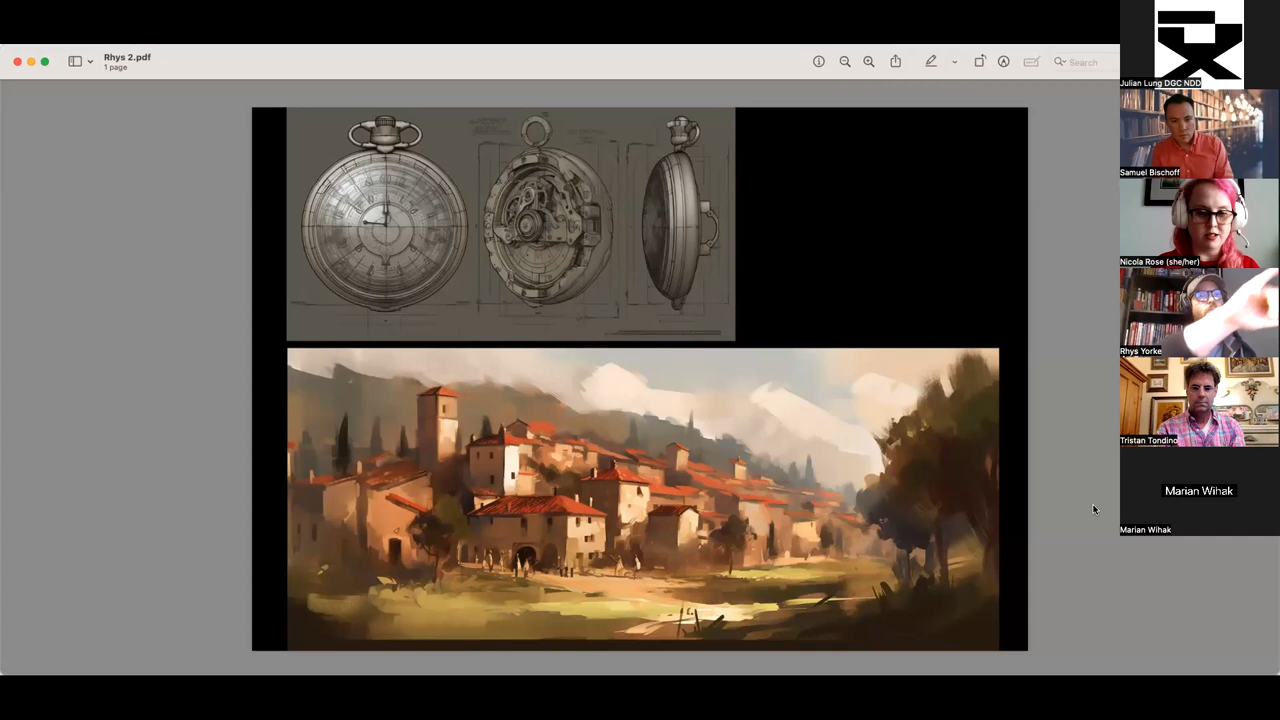 Rhys 2.pdf
1 page
Search
Julian Lung DGC NDD
Samuel Bischoff
Nicola Rose (she/her)
Rhys Yorke
Tristan Tondino
Marian Wihak
Marian Wihak